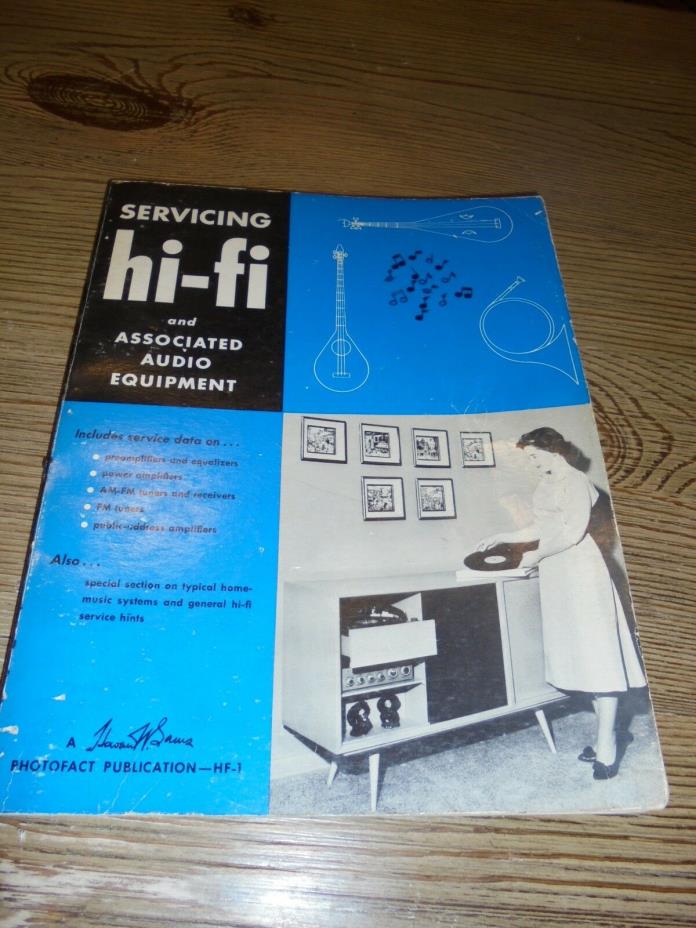 SERVICING
hi-fi
and
ASSOCIATED
AUDIO
EQUIPMENT
Includes service data on...
• preamplifiers and equalizers
• power amplifiers
• AM-FM tuners and receivers
• FM tuners
• public-address amplifiers
Also...
special section on typical home-
music systems and general hi-fi
service hints
A Howard W. Sams
PHOTOFACT PUBLICATION—HF-1